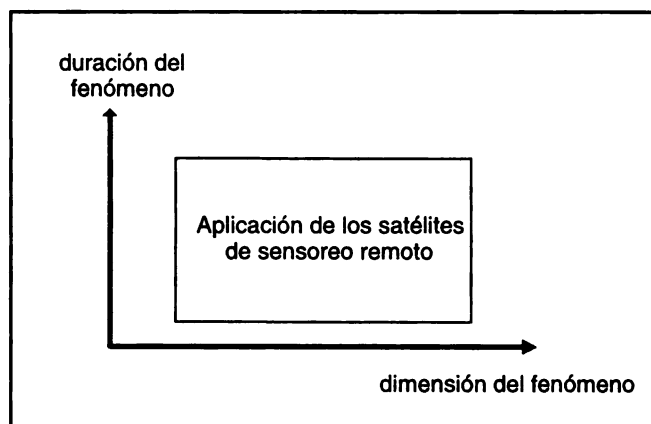 duración del
fenómeno
Aplicación de los satélites
de sensoreo remoto
dimensión del fenómeno